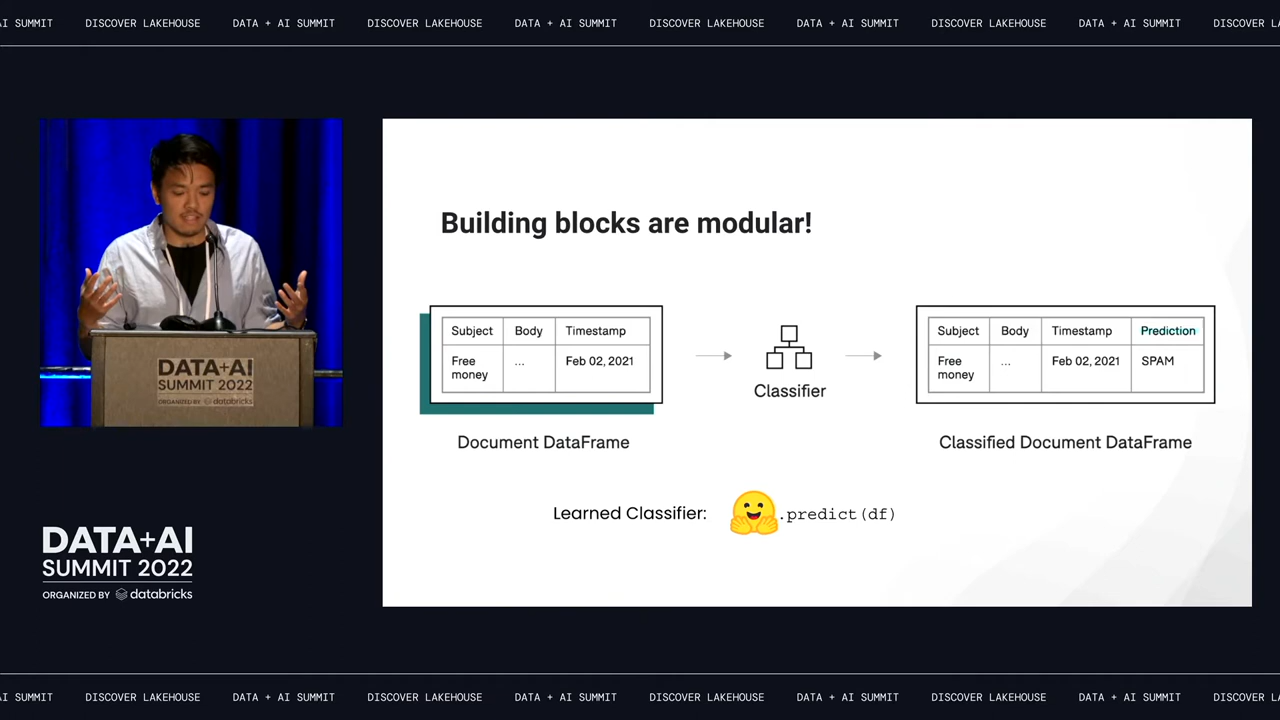 AI SUMMIT DISCOVER LAKEHOUSE DATA + AI SUMMIT DISCOVER LAKEHOUSE DATA + AI SUMMIT DISCOVER LAKEHOUSE DATA + AI SUMMIT DISCOVER LAKEHOUSE DATA + AI SUMMIT DISCOVER
Building blocks are modular!
Subject Body Timestamp
Free money ... Feb 02, 2021
Document DataFrame
Classifier
Subject Body Timestamp Prediction
Free money ... Feb 02, 2021 SPAM
Classified Document DataFrame
Learned Classifier: .predict(df)
DATA+AI
SUMMIT 2022
ORGANIZED BY databricks
DATA+AI
SUMMIT 2022
ORGANIZED BY databricks
AI SUMMIT DISCOVER LAKEHOUSE DATA + AI SUMMIT DISCOVER LAKEHOUSE DATA + AI SUMMIT DISCOVER LAKEHOUSE DATA + AI SUMMIT DISCOVER LAKEHOUSE DATA + AI SUMMIT DISCOVER